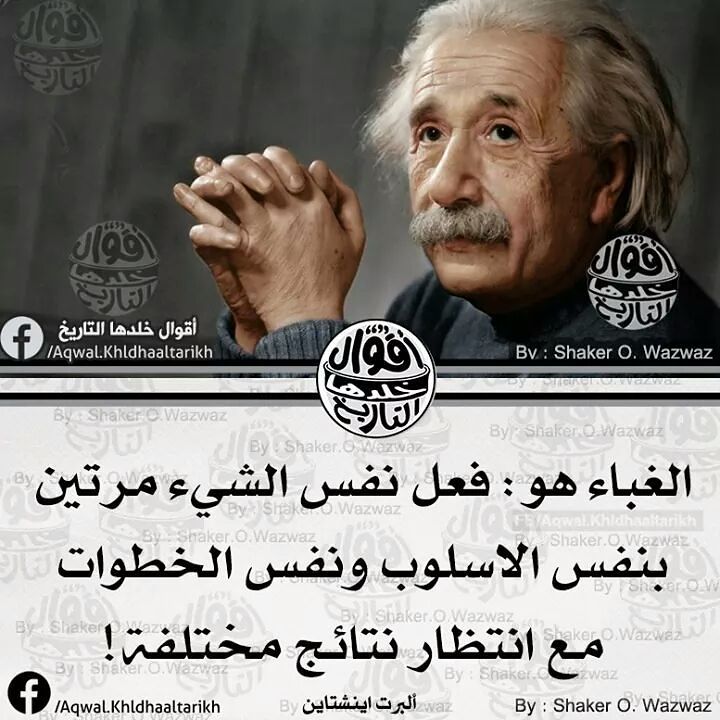 أقوال خلدها التاريخ
/Aqwal.Khldhaaltarikh
By : Shaker O. Wazwaz
أقوال خلدها التاريخ
الغباء هو : فعل نفس الشيء مرتين
بنفس الاسلوب ونفس الخطوات
مع انتظار نتائج مختلفة !
/Aqwal.Khldhaaltarikh
ألبرت اينشتاين
By : Shaker O. Wazwaz